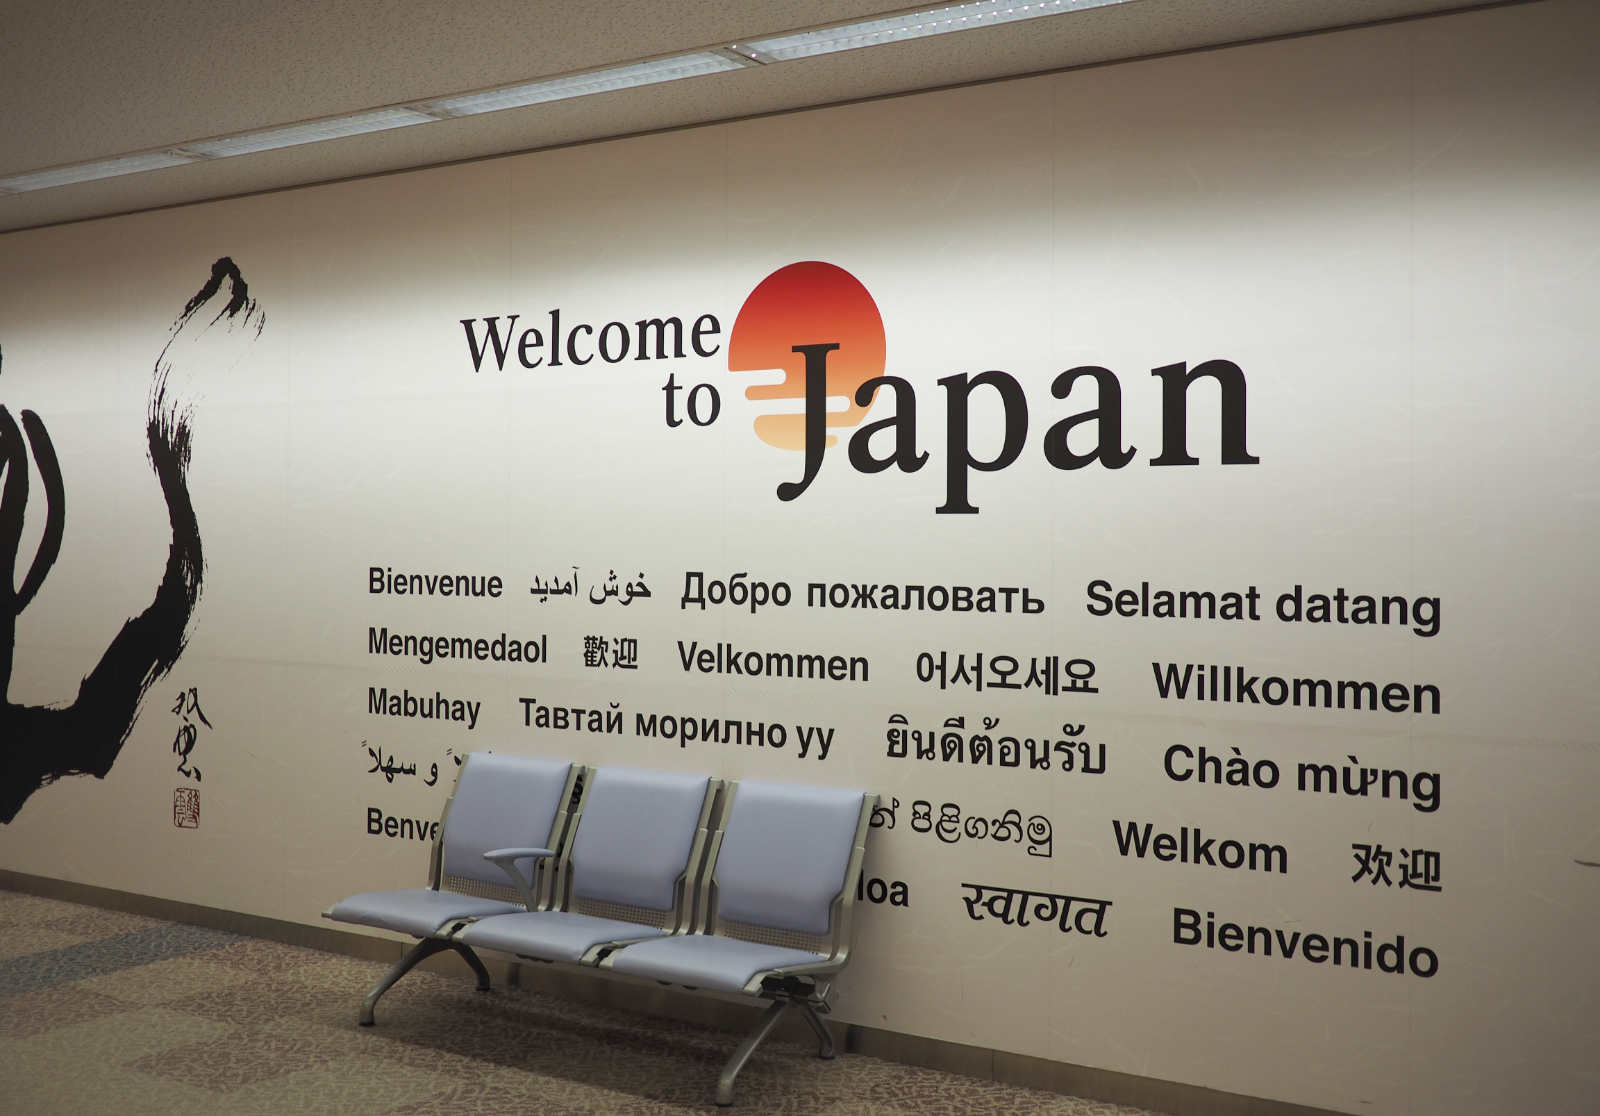 Welcome
to Japan
Bienvenue خوش آمدید Добро пожаловать Selamat datang
Mengemedaol 歡迎 Velkommen 어서오세요 Willkommen
Mabuhay Тавтай морилно уу ยินดีต้อนรับ Chào mừng
و سهلاً පිළිගනිමු Welkom 欢迎
स्वागत Bienvenido